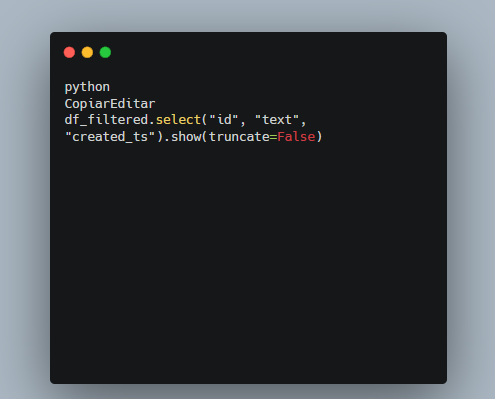 python
CopiarEditar
df_filtered.select("id", "text",
"created_ts").show(truncate=False)